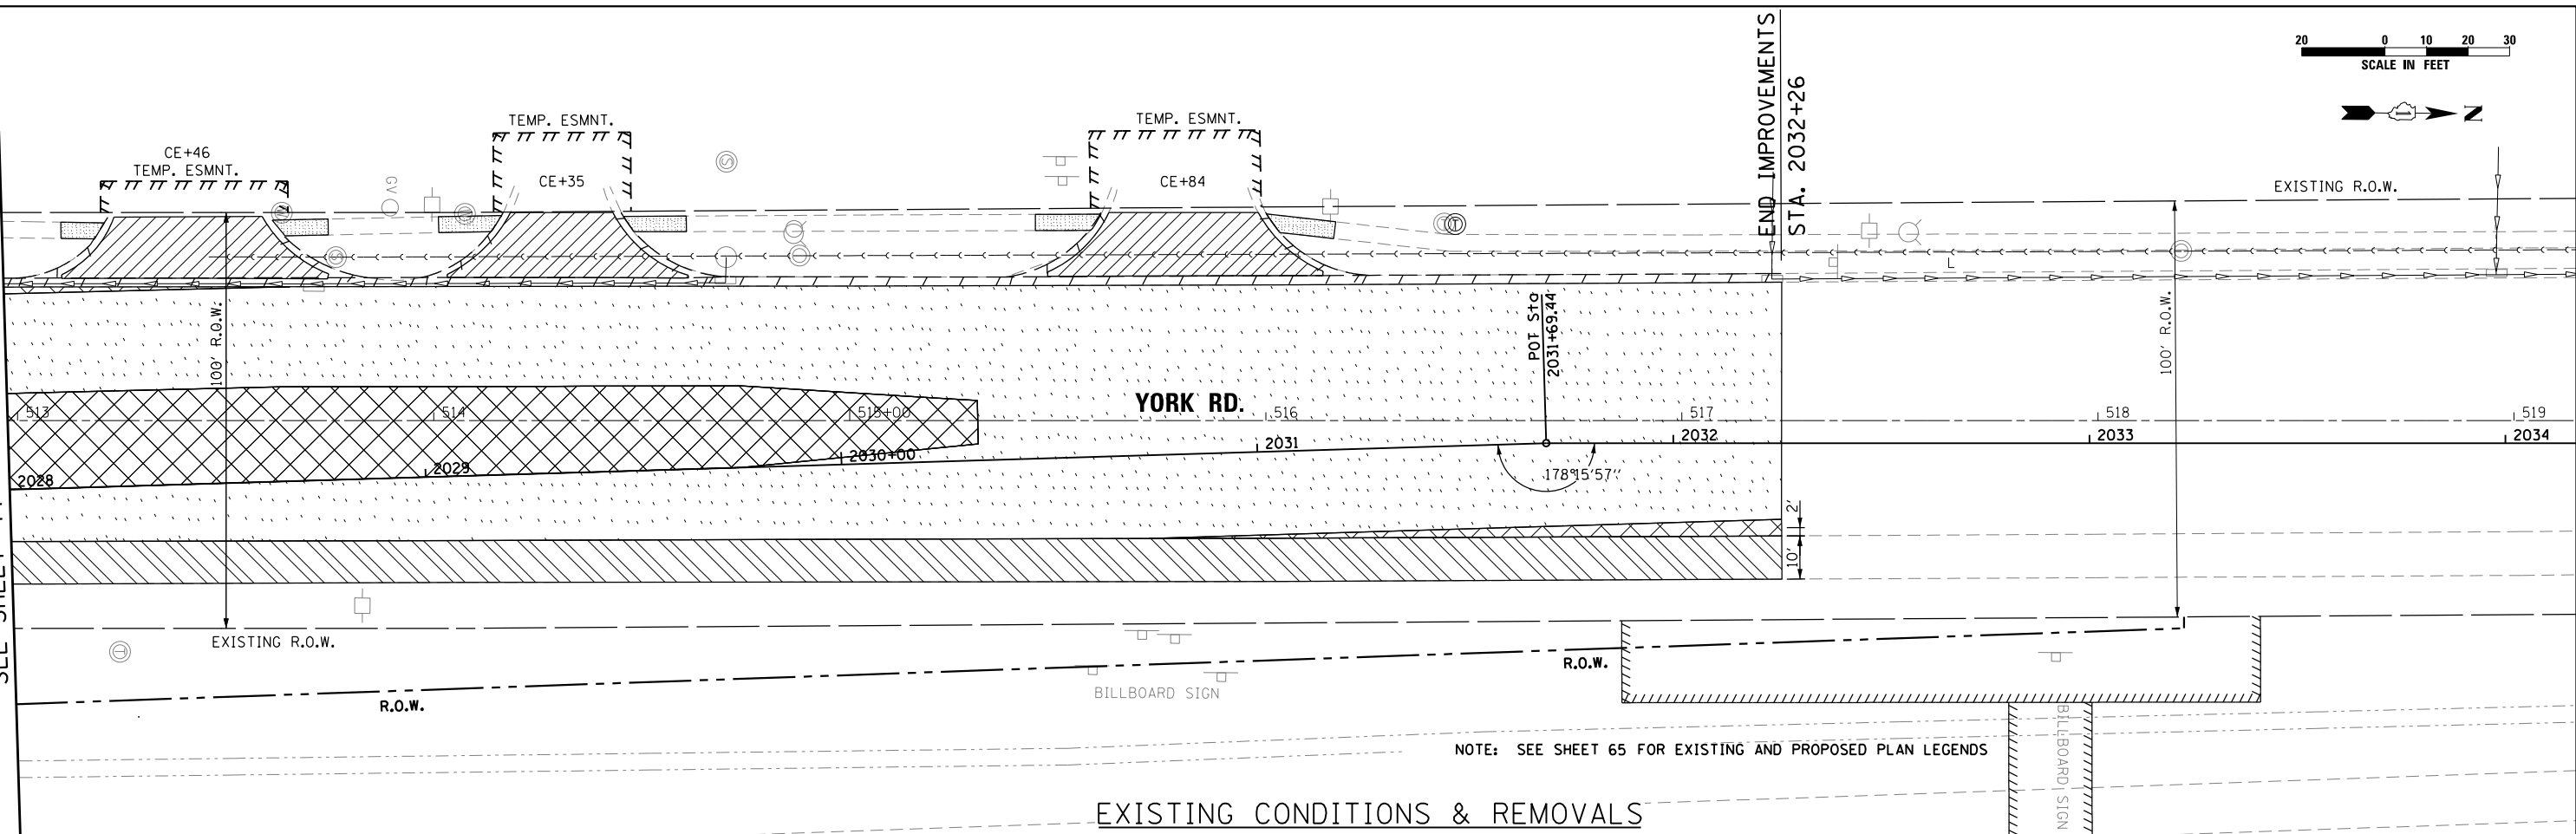 20 0 10 20 30
SCALE IN FEET
N
END IMPROVEMENTS
STA. 2032+26
TEMP. ESMNT.
TEMP. ESMNT.
CE+46
TEMP. ESMNT.
CE+35
CE+84
GV
S
EXISTING R.O.W.
W
W
T
S
L
100' R.O.W.
100' R.O.W.
POT Sta
2031+69.44
YORK RD.
513 514 515+00 516 517 518 519
2028 2029 2030+00 2031 2032 2033 2034
178°15'57''
2'
10'
EXISTING R.O.W.
T
R.O.W.
BILLBOARD SIGN
R.O.W.
SEE SHEET
NOTE: SEE SHEET 65 FOR EXISTING AND PROPOSED PLAN LEGENDS
BILLBOARD SIGN
EXISTING CONDITIONS & REMOVALS